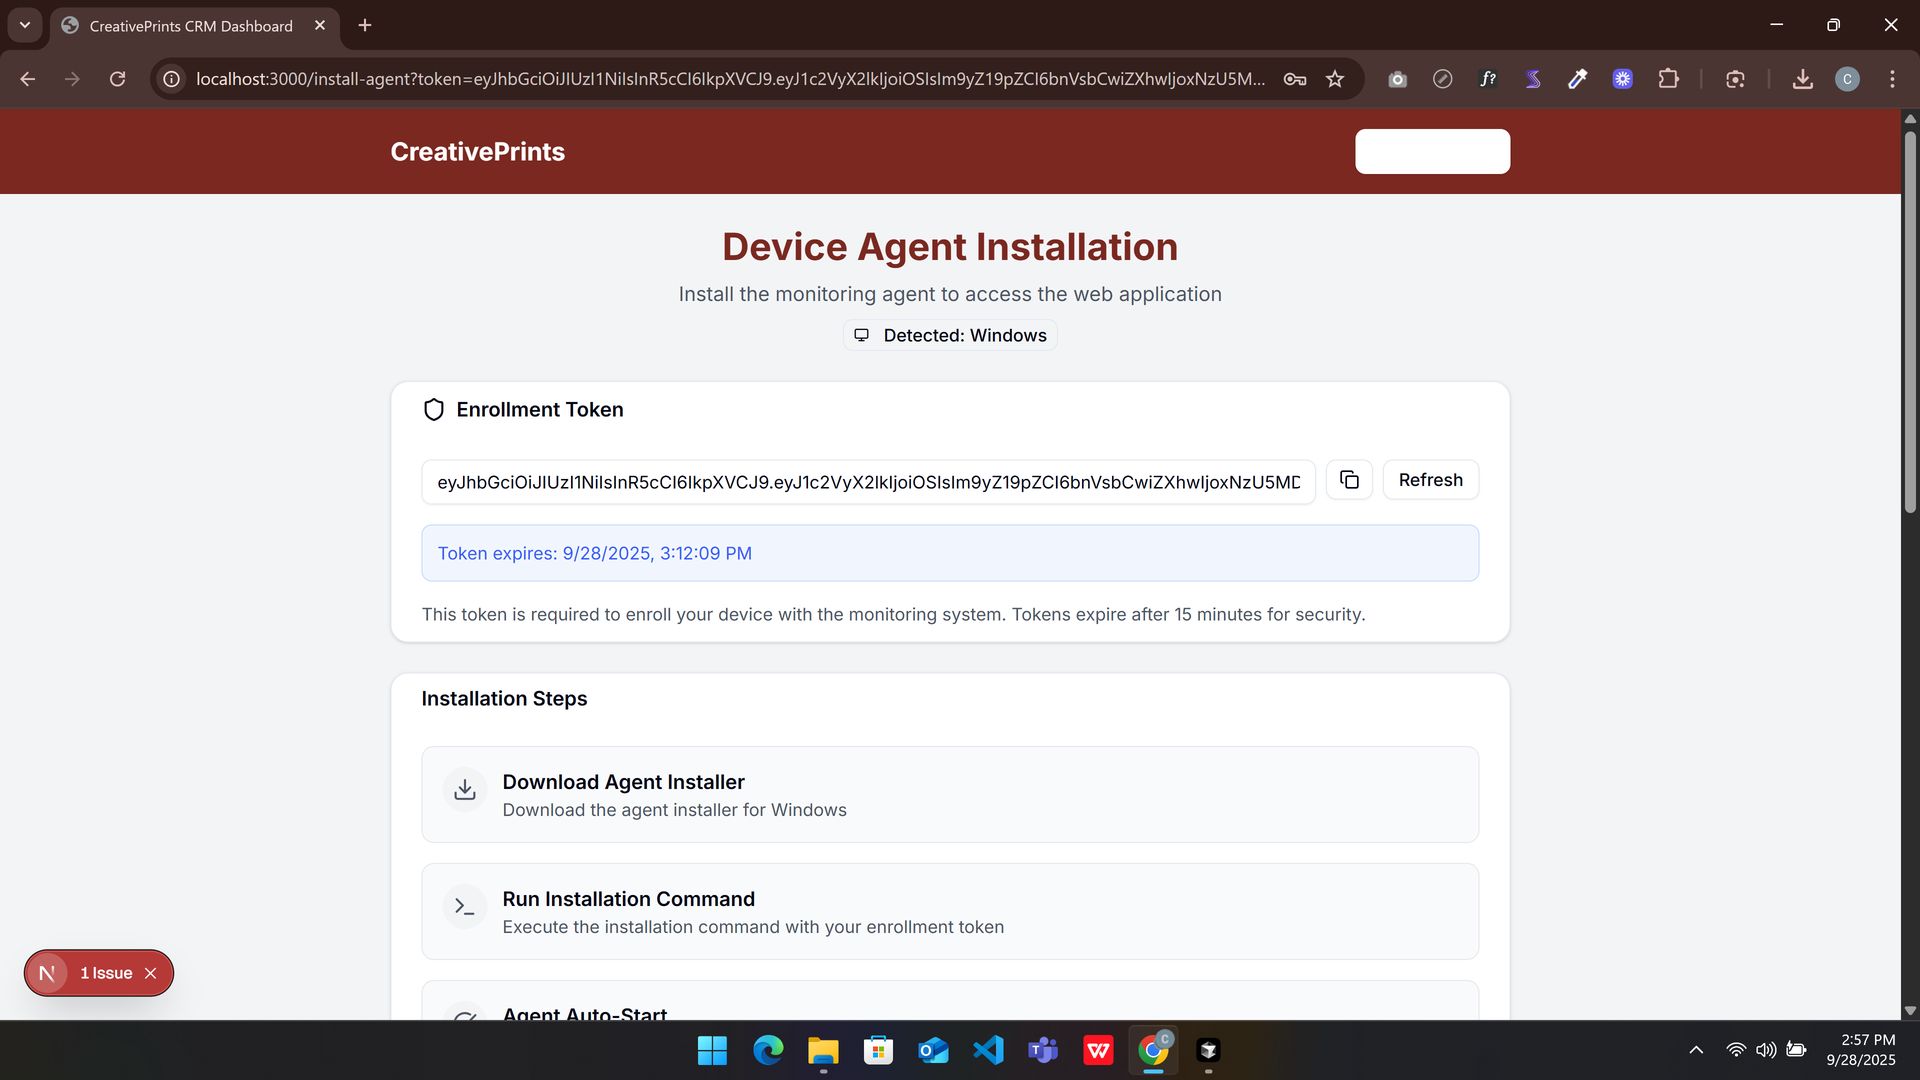 CreativePrints CRM Dashboard
localhost:3000/install-agent?token=eyJhbGciOiJIUzI1NiIsInR5cCI6IkpXVCJ9.eyJ1c2VyX2lkIjoiOSIsIm9yZ19pZCI6bnVsbCwiZXhwIjoxNzU5M...
C
CreativePrints
Device Agent Installation
Install the monitoring agent to access the web application
Detected: Windows
Enrollment Token
eyJhbGciOiJIUzI1NiIsInR5cCI6IkpXVCJ9.eyJ1c2VyX2lkIjoiOSIsIm9yZ19pZCI6bnVsbCwiZXhwIjoxNzU5MD
Refresh
Token expires: 9/28/2025, 3:12:09 PM
This token is required to enroll your device with the monitoring system. Tokens expire after 15 minutes for security.
Installation Steps
Download Agent Installer
Download the agent installer for Windows
Run Installation Command
Execute the installation command with your enrollment token
Agent Auto-Start
N 1 Issue
2:57 PM
9/28/2025